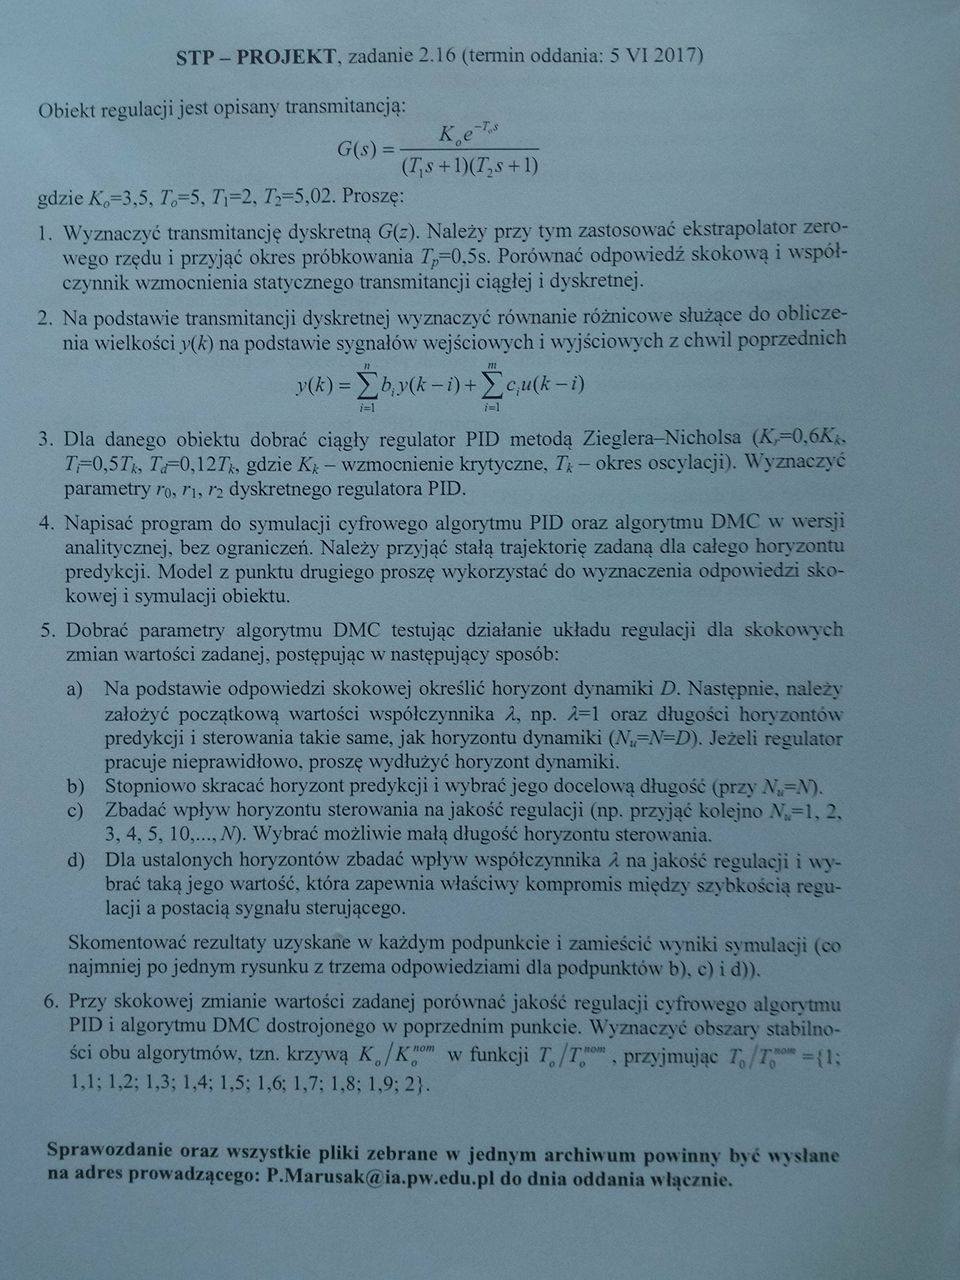 STP – PROJEKT, zadanie 2.16 (termin oddania: 5 VI 2017)
Obiekt regulacji jest opisany transmitancją:
G(s) = K_o e^{-T_o s} / ((T_1 s + 1)(T_2 s + 1))
gdzie K_o=3,5, T_o=5, T_1=2, T_2=5,02. Proszę:
1. Wyznaczyć transmitancję dyskretną G(z). Należy przy tym zastosować ekstrapolator zero-
wego rzędu i przyjąć okres próbkowania T_p=0,5s. Porównać odpowiedź skokową i współ-
czynnik wzmocnienia statycznego transmitancji ciągłej i dyskretnej.
2. Na podstawie transmitancji dyskretnej wyznaczyć równanie różnicowe służące do oblicze-
nia wielkości y(k) na podstawie sygnałów wejściowych i wyjściowych z chwil poprzednich
y(k) = \sum_{i=1}^{n} b_i y(k − i) + \sum_{i=1}^{m} c_i u(k − i)
3. Dla danego obiektu dobrać ciągły regulator PID metodą Zieglera–Nicholsa (K_r=0,6K_k,
T_i=0,5T_k, T_d=0,12T_k, gdzie K_k – wzmocnienie krytyczne, T_k – okres oscylacji). Wyznaczyć
parametry r_0, r_1, r_2 dyskretnego regulatora PID.
4. Napisać program do symulacji cyfrowego algorytmu PID oraz algorytmu DMC w wersji
analitycznej, bez ograniczeń. Należy przyjąć stałą trajektorię zadaną dla całego horyzontu
predykcji. Model z punktu drugiego proszę wykorzystać do wyznaczenia odpowiedzi sko-
kowej i symulacji obiektu.
5. Dobrać parametry algorytmu DMC testując działanie układu regulacji dla skokowych
zmian wartości zadanej, postępując w następujący sposób:
a) Na podstawie odpowiedzi skokowej określić horyzont dynamiki D. Następnie, należy
założyć początkową wartości współczynnika λ, np. λ=1 oraz długości horyzontów
predykcji i sterowania takie same, jak horyzontu dynamiki (N_u=N=D). Jeżeli regulator
pracuje nieprawidłowo, proszę wydłużyć horyzont dynamiki.
b) Stopniowo skracać horyzont predykcji i wybrać jego docelową długość (przy N_u=N).
c) Zbadać wpływ horyzontu sterowania na jakość regulacji (np. przyjąć kolejno N_u=1, 2,
3, 4, 5, 10,..., N). Wybrać możliwie małą długość horyzontu sterowania.
d) Dla ustalonych horyzontów zbadać wpływ współczynnika λ na jakość regulacji i wy-
brać taką jego wartość, która zapewnia właściwy kompromis między szybkością regu-
lacji a postacią sygnału sterującego.
Skomentować rezultaty uzyskane w każdym podpunkcie i zamieścić wyniki symulacji (co
najmniej po jednym rysunku z trzema odpowiedziami dla podpunktów b), c) i d)).
6. Przy skokowej zmianie wartości zadanej porównać jakość regulacji cyfrowego algorytmu
PID i algorytmu DMC dostrojonego w poprzednim punkcie. Wyznaczyć obszary stabilno-
ści obu algorytmów, tzn. krzywą K_o/K_o^{nom} w funkcji T_o/T_o^{nom}, przyjmując T_0/T_0^{nom} ={1;
1,1; 1,2; 1,3; 1,4; 1,5; 1,6; 1,7; 1,8; 1,9; 2}.
Sprawozdanie oraz wszystkie pliki zebrane w jednym archiwum powinny być wysłane
na adres prowadzącego: P.Marusak@ia.pw.edu.pl do dnia oddania włącznie.